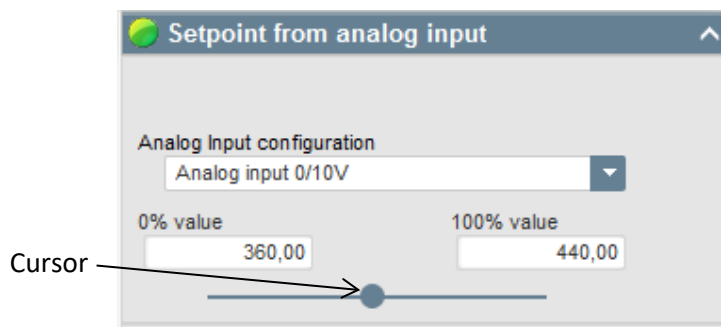 Setpoint from analog input
Analog Input configuration
Analog input 0/10V
0% value 100% value
360,00 440,00
Cursor